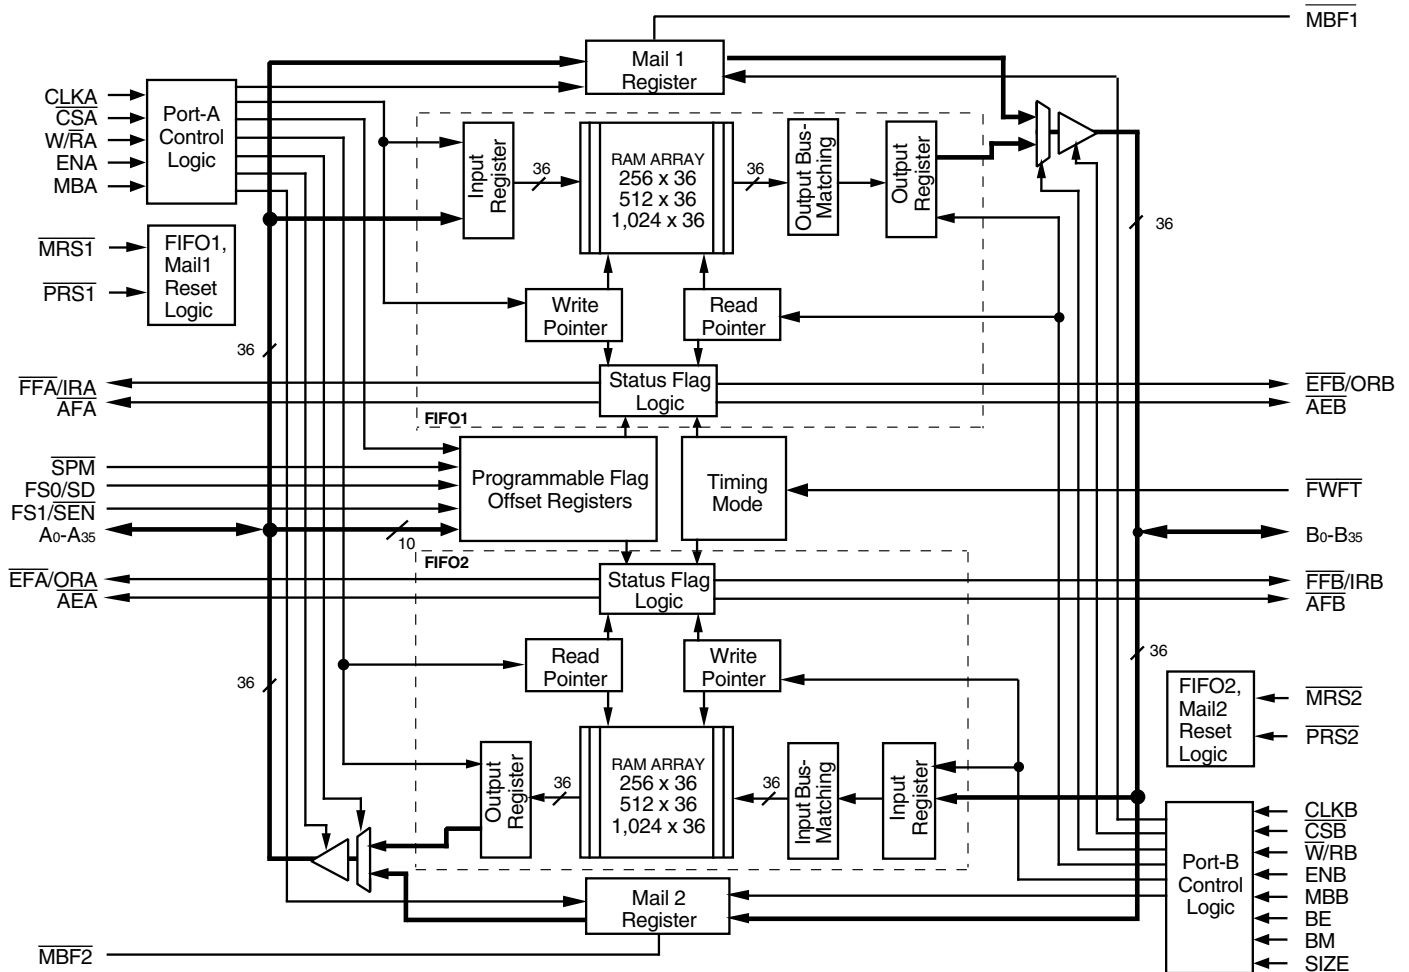 MBF1
Mail 1
Register
CLKA
CSA
W/RA
ENA
MBA
Port-A
Control
Logic
Input
Register
36
RAM ARRAY
256 x 36
512 x 36
1,024 x 36
36
Output Bus-
Matching
Output
Register
36
MRS1
PRS1
FIFO1,
Mail1
Reset
Logic
Write
Pointer
Read
Pointer
36
FFA/IRA
AFA
Status Flag
Logic
EFB/ORB
AEB
FIFO1
SPM
FS0/SD
FS1/SEN
A0-A35
Programmable Flag
Offset Registers
Timing
Mode
FWFT
B0-B35
10
FIFO2
EFA/ORA
AEA
Status Flag
Logic
FFB/IRB
AFB
Read
Pointer
Write
Pointer
36
36
FIFO2,
Mail2
Reset
Logic
MRS2
PRS2
Output
Register
36
RAM ARRAY
256 x 36
512 x 36
1,024 x 36
36
Input Bus-
Matching
Input
Register
Port-B
Control
Logic
CLKB
CSB
W/RB
ENB
MBB
BE
BM
SIZE
Mail 2
Register
MBF2